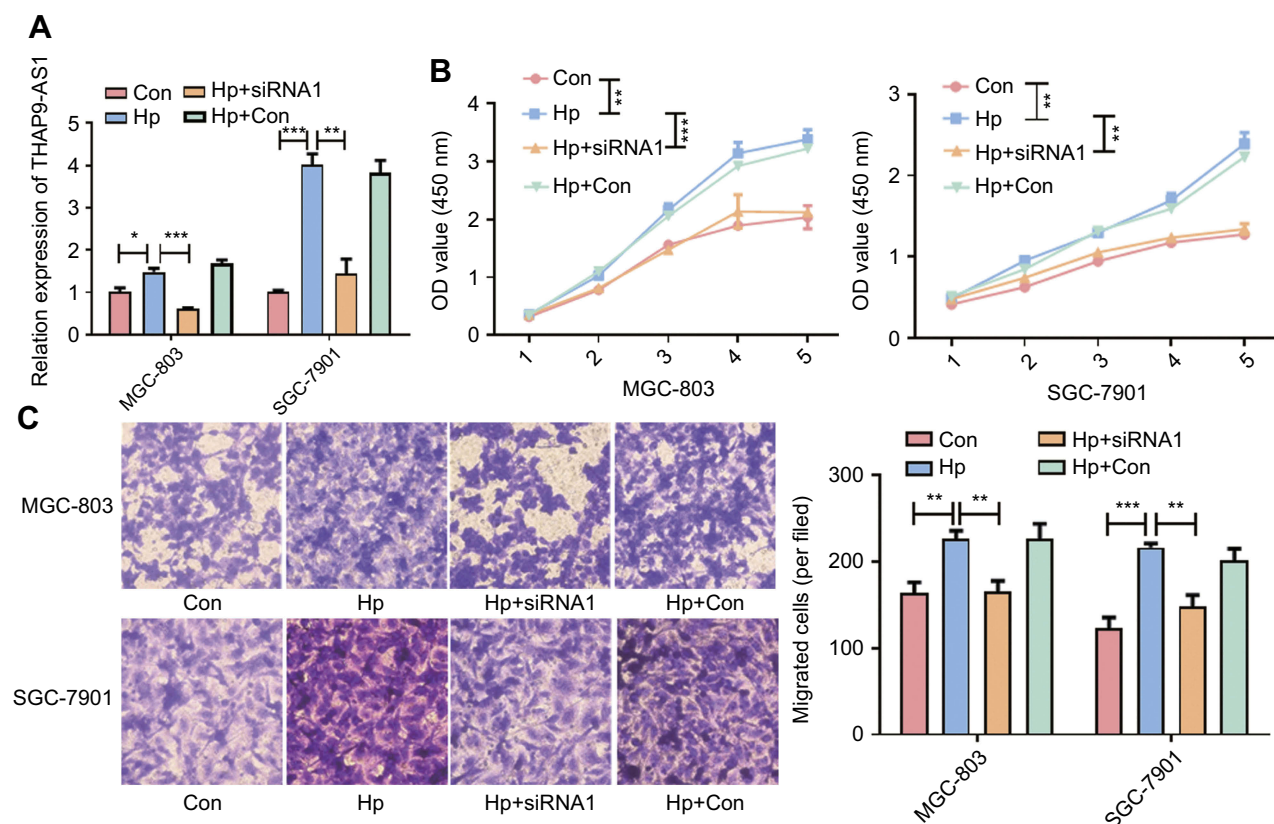 A
Relation expression of THAP9-AS1
Con
Hp+siRNA1
Hp
Hp+Con
5
4
3
2
1
0
*
***
***
**
MGC-803
SGC-7901
B
Con
Hp
Hp+siRNA1
Hp+Con
**
***
OD value (450 nm)
4
3
2
1
0
1
2
3
4
5
MGC-803
Con
Hp
Hp+siRNA1
Hp+Con
**
**
OD value (450 nm)
3
2
1
0
1
2
3
4
5
SGC-7901
C
MGC-803
Con
Hp
Hp+siRNA1
Hp+Con
SGC-7901
Con
Hp
Hp+siRNA1
Hp+Con
Con
Hp+siRNA1
Hp
Hp+Con
Migrated cells (per filed)
300
200
100
0
**
**
***
**
MGC-803
SGC-7901